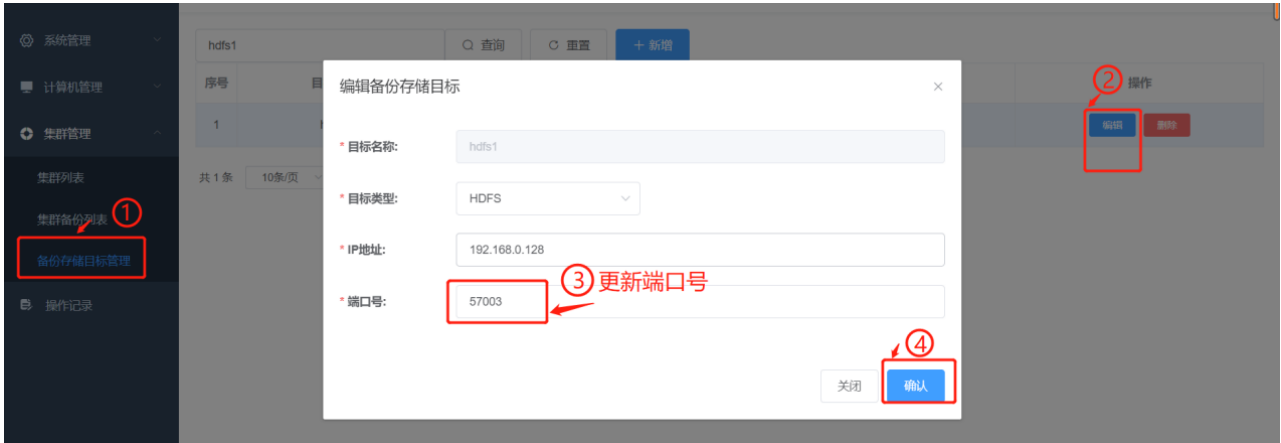 系统管理
计算机管理
集群管理
集群列表
集群备份列表
①
备份存储目标管理
操作记录
hdfs1 查询 重置 + 新增
序号 目 操作
②
1 编辑 删除
共 1 条 10条/页
编辑备份存储目标
* 目标名称: hdfs1
* 目标类型: HDFS
* IP地址: 192.168.0.128
③ 更新端口号
* 端口号: 57003
④
关闭 确认